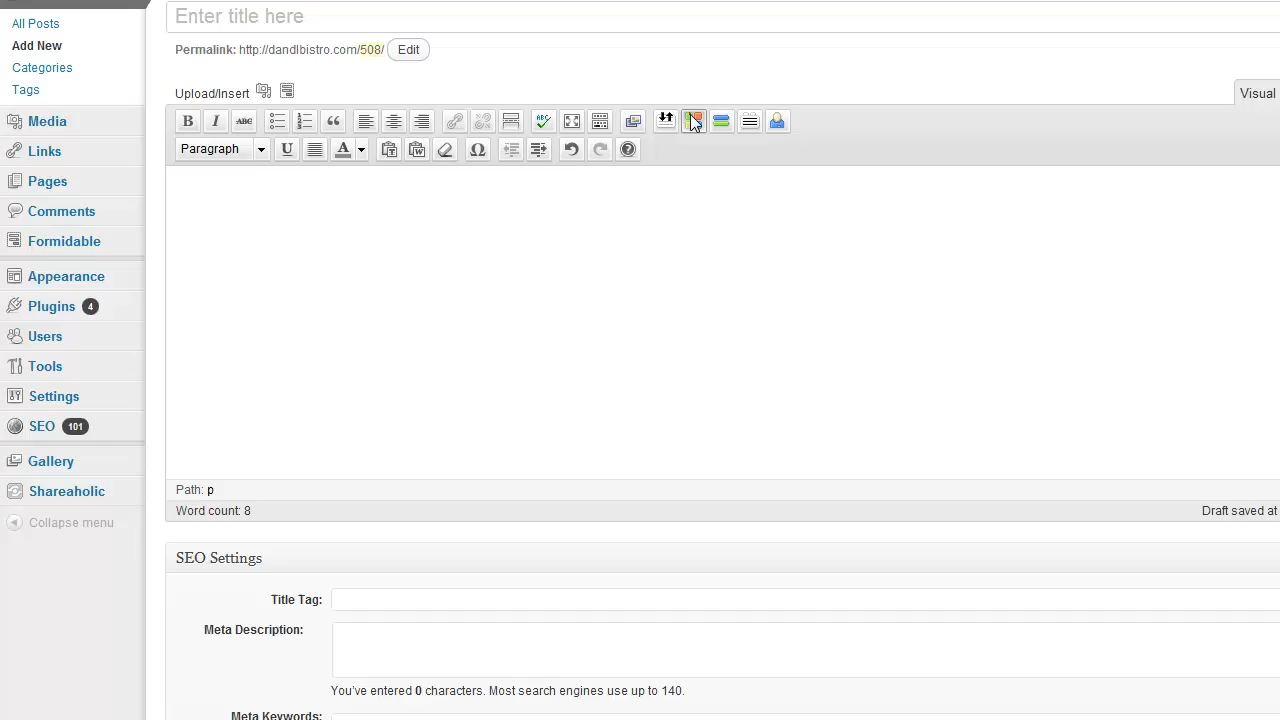 All Posts
Add New
Categories
Tags
Media
Links
Pages
Comments
Formidable
Appearance
Plugins 4
Users
Tools
Settings
SEO 101
Gallery
Shareaholic
Collapse menu
Enter title here
Permalink: http://dandlbistro.com/508/ Edit
Upload/Insert
Visual
B I ABC
ABC
Paragraph U A Ω ?
Path: p
Word count: 8
Draft saved at
SEO Settings
Title Tag:
Meta Description:
You've entered 0 characters. Most search engines use up to 140.
Meta Keywords: